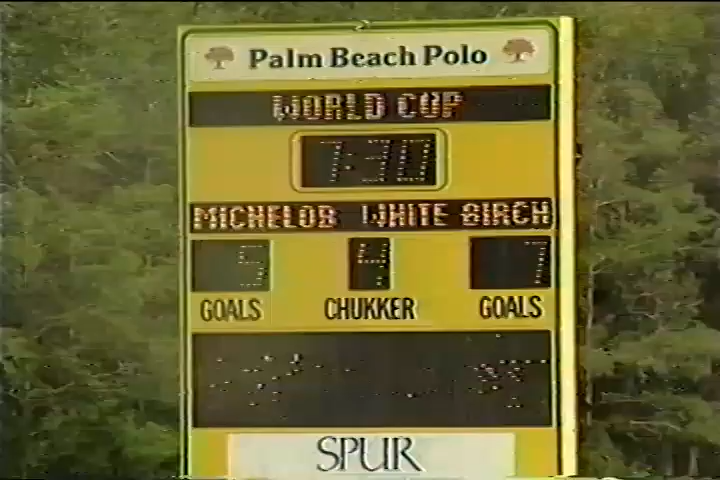 Palm Beach Polo
WORLD CUP
7:30
MICHELOB WHITE BIRCH
5 4 7
GOALS CHUKKER GOALS
SPUR